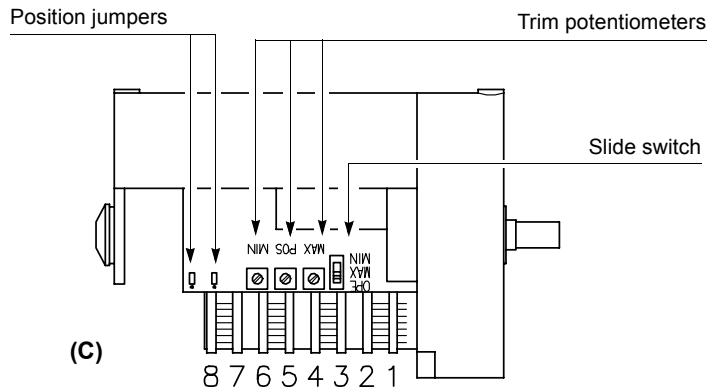 Position jumpers
Trim potentiometers
Slide switch
MIN POS MAX
MIN
MAX
OPE
(C)
8 7 6 5 4 3 2 1